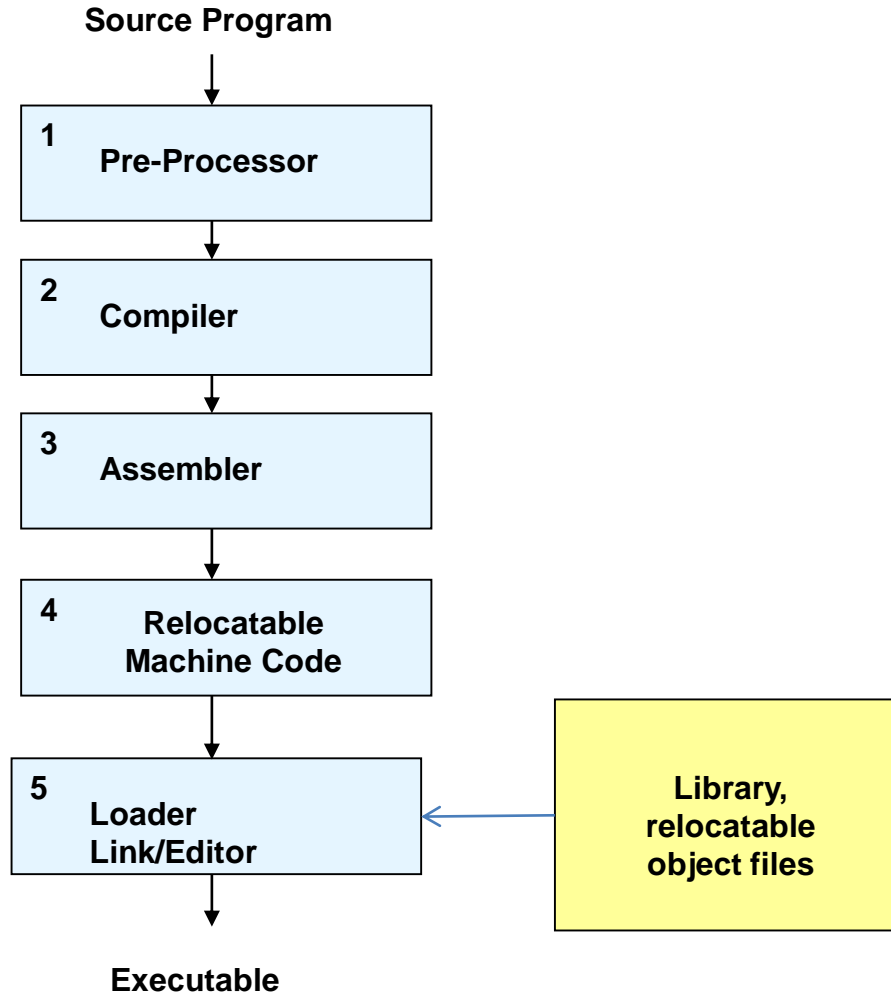 Source Program
1
Pre-Processor
2
Compiler
3
Assembler
4
Relocatable
Machine Code
5
Loader
Link/Editor
Library,
relocatable
object files
Executable